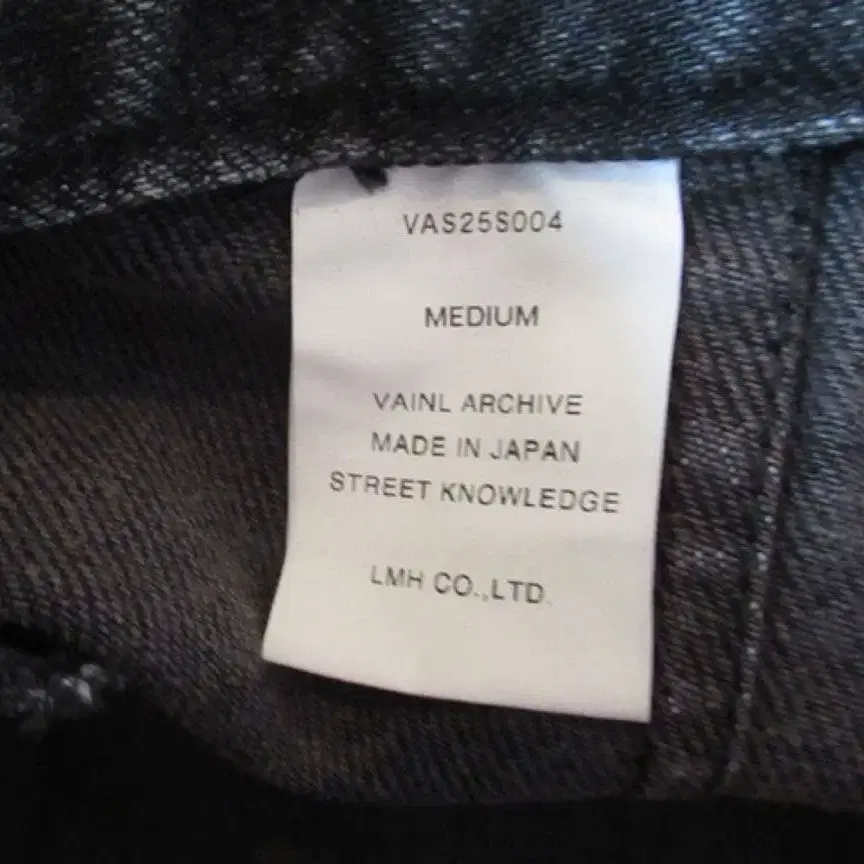 VAS25S004
MEDIUM
VAINL ARCHIVE
MADE IN JAPAN
STREET KNOWLEDGE
LMH CO.,LTD.